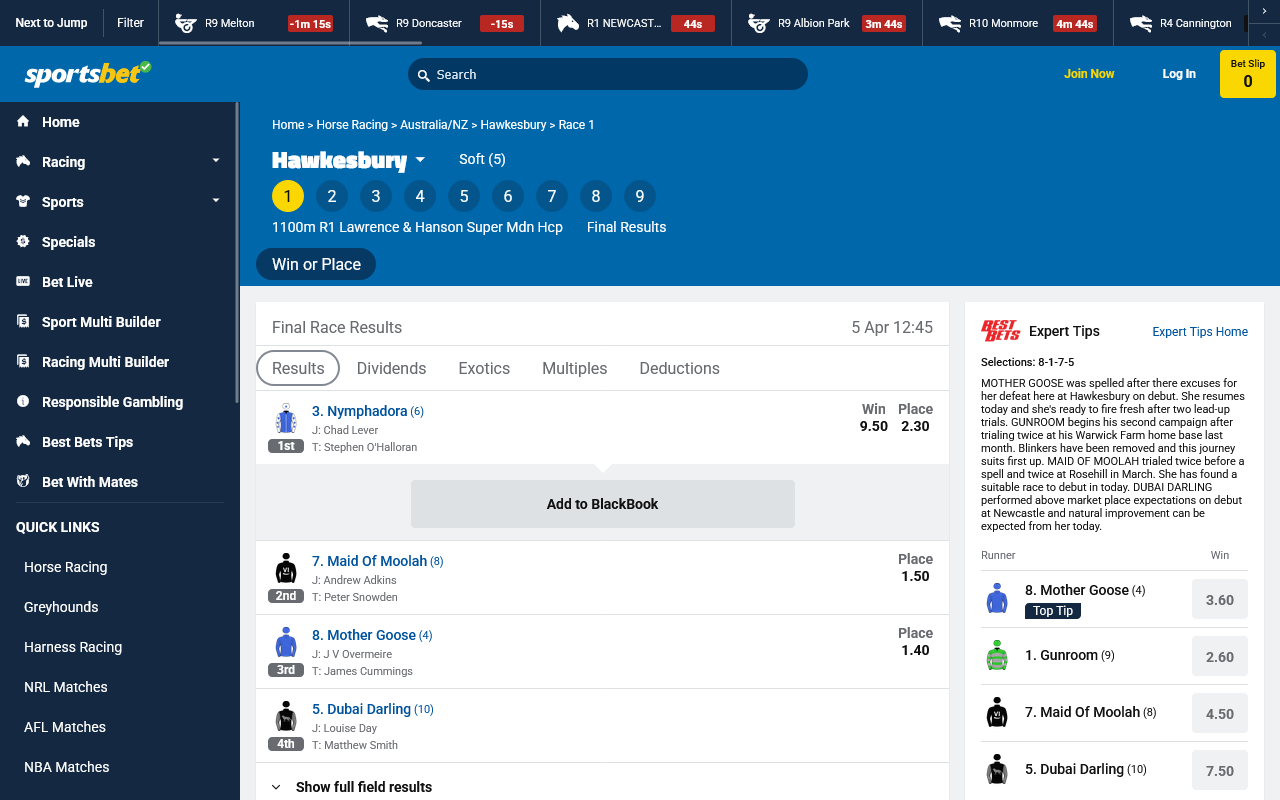 Next to Jump
Filter
R9 Melton
-1m 15s
R9 Doncaster
-15s
R1 NEWCAST...
44s
R9 Albion Park
3m 44s
R10 Monmore
4m 44s
R4 Cannington
sportsbet
Search
Join Now
Log In
Bet Slip
0
Home
Racing
Sports
Specials
LIVE
Bet Live
Sport Multi Builder
Racing Multi Builder
Responsible Gambling
Best Bets Tips
Bet With Mates
QUICK LINKS
Horse Racing
Greyhounds
Harness Racing
NRL Matches
AFL Matches
NBA Matches
Home > Horse Racing > Australia/NZ > Hawkesbury > Race 1
Hawkesbury
Soft (5)
1 2 3 4 5 6 7 8 9
1100m R1 Lawrence & Hanson Super Mdn Hcp
Final Results
Win or Place
Final Race Results
5 Apr 12:45
Results
Dividends
Exotics
Multiples
Deductions
3. Nymphadora (6)
J: Chad Lever
T: Stephen O'Halloran
1st
Win
9.50
Place
2.30
Add to BlackBook
7. Maid Of Moolah (8)
J: Andrew Adkins
T: Peter Snowden
2nd
Place
1.50
8. Mother Goose (4)
J: J V Overmeire
T: James Cummings
3rd
Place
1.40
5. Dubai Darling (10)
J: Louise Day
T: Matthew Smith
4th
Show full field results
BEST BETS
Expert Tips
Expert Tips Home
Selections: 8-1-7-5
MOTHER GOOSE was spelled after there excuses for
her defeat here at Hawkesbury on debut. She resumes
today and she's ready to fire fresh after two lead-up
trials. GUNROOM begins his second campaign after
trialing twice at his Warwick Farm home base last
month. Blinkers have been removed and this journey
suits first up. MAID OF MOOLAH trialed twice before a
spell and twice at Rosehill in March. She has found a
suitable race to debut in today. DUBAI DARLING
performed above market place expectations on debut
at Newcastle and natural improvement can be
expected from her today.
Runner
Win
8. Mother Goose (4)
Top Tip
3.60
1. Gunroom (9)
2.60
7. Maid Of Moolah (8)
4.50
5. Dubai Darling (10)
7.50